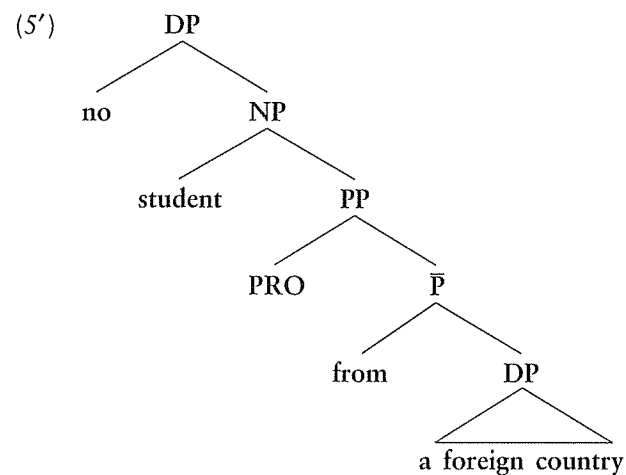 (5′) DP
no NP
student PP
PRO P̅
from DP
a foreign country